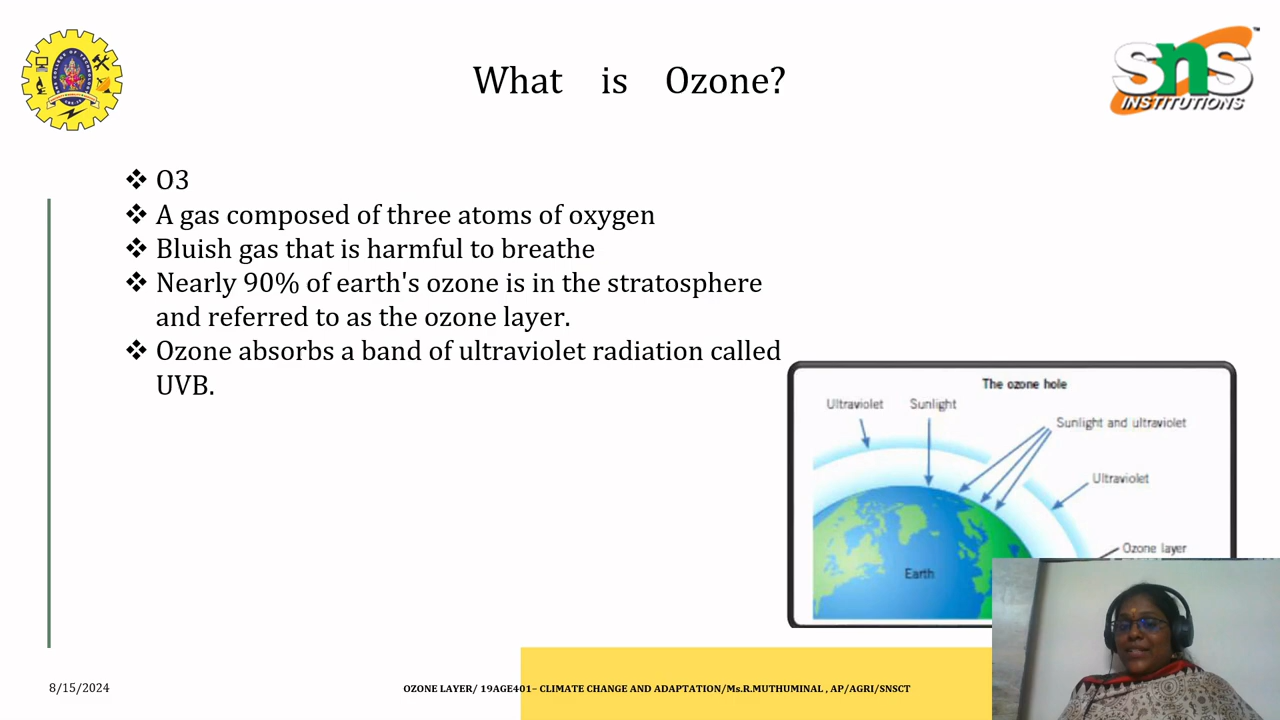 What is Ozone?
SnS
INSTITUTIONS
™
❖ O3
❖ A gas composed of three atoms of oxygen
❖ Bluish gas that is harmful to breathe
❖ Nearly 90% of earth's ozone is in the stratosphere
and referred to as the ozone layer.
❖ Ozone absorbs a band of ultraviolet radiation called
UVB.
The ozone hole
Ultraviolet Sunlight
Sunlight and ultraviolet
Ultraviolet
Ozone layer
Earth
8/15/2024
OZONE LAYER/ 19AGE401– CLIMATE CHANGE AND ADAPTATION/Ms.R.MUTHUMINAL , AP/AGRI/SNSCT